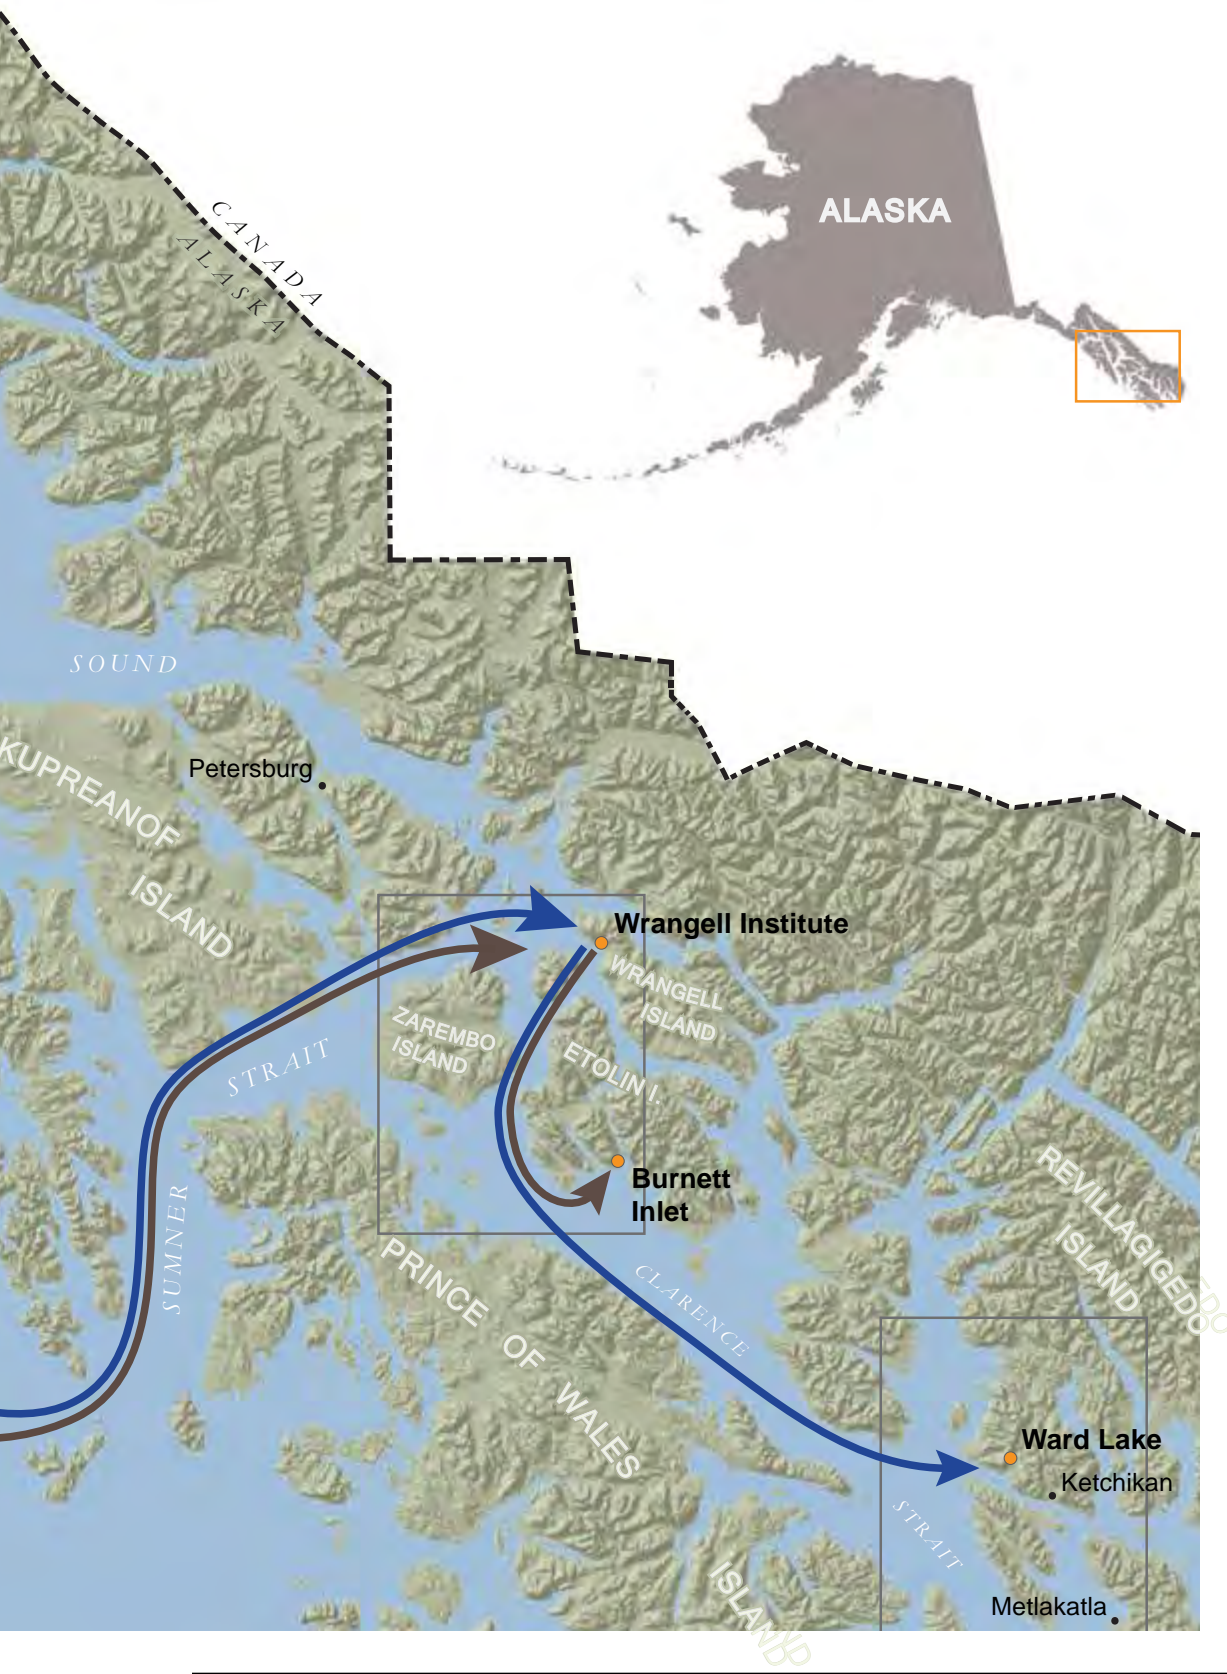 CANADA
ALASKA
ALASKA
SOUND
KUPREANOF
ISLAND
Petersburg
Wrangell Institute
WRANGELL
ISLAND
ZAREMBO
ISLAND
ETOLIN I.
STRAIT
SUMNER
Burnett
Inlet
PRINCE OF WALES
ISLAND
CLARENCE
STRAIT
REVILLAGIGEDO
ISLAND
Ward Lake
Ketchikan
Metlakatla